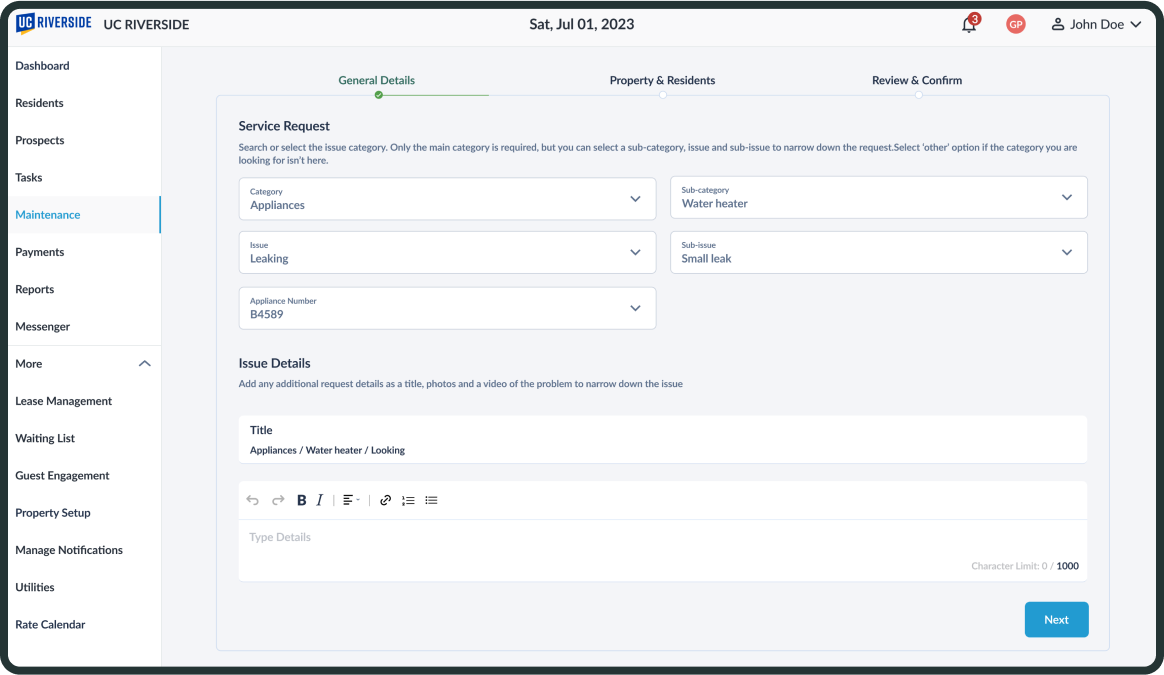 UC RIVERSIDE UC RIVERSIDE
Sat, Jul 01, 2023
3
GP
John Doe
Dashboard
Residents
Prospects
Tasks
Maintenance
Payments
Reports
Messenger
More
Lease Management
Waiting List
Guest Engagement
Property Setup
Manage Notifications
Utilities
Rate Calendar
General Details
Property & Residents
Review & Confirm
Service Request
Search or select the issue category. Only the main category is required, but you can select a sub-category, issue and sub-issue to narrow down the request.Select ‘other’ option if the category you are
looking for isn’t here.
Category
Appliances
Sub-category
Water heater
Issue
Leaking
Sub-issue
Small leak
Appliance Number
B4589
Issue Details
Add any additional request details as a title, photos and a video of the problem to narrow down the issue
Title
Appliances / Water heater / Looking
B I
Type Details
Character Limit: 0 / 1000
Next